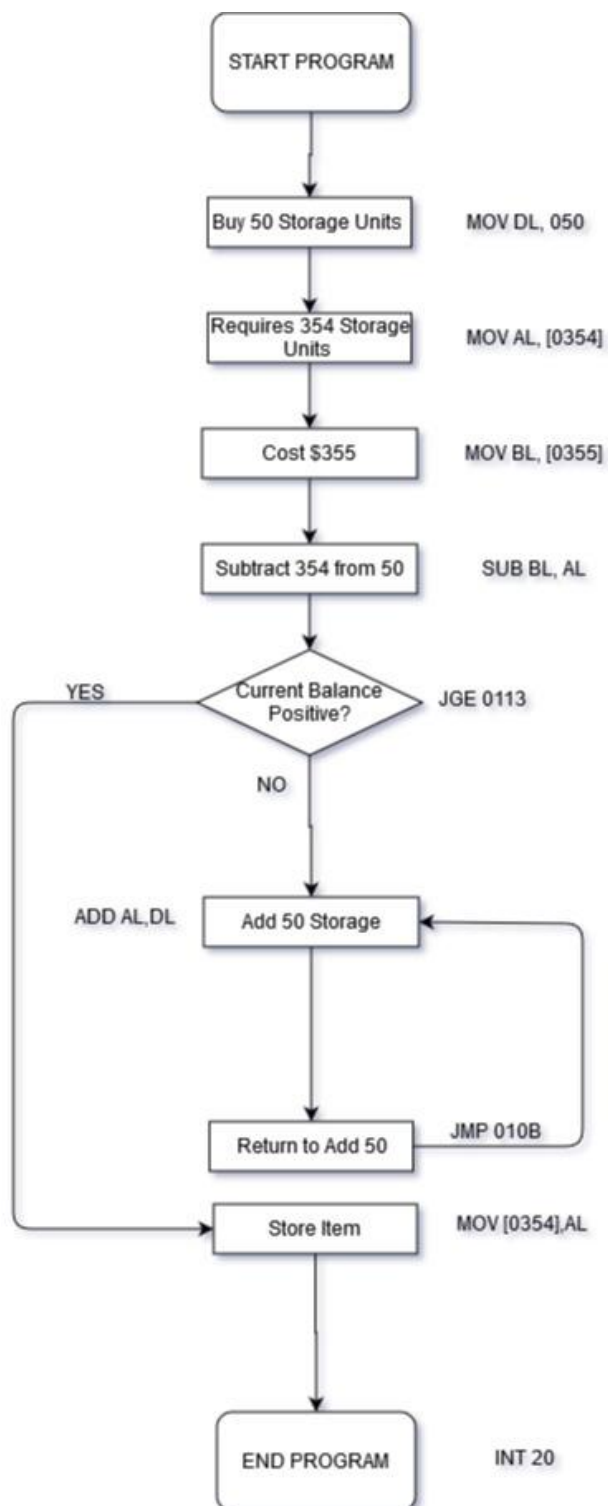 START PROGRAM
Buy 50 Storage Units
MOV DL, 050
Requires 354 Storage
Units
MOV AL, [0354]
Cost $355
MOV BL, [0355]
Subtract 354 from 50
SUB BL, AL
YES
Current Balance
Positive?
JGE 0113
NO
ADD AL,DL
Add 50 Storage
Return to Add 50
JMP 010B
Store Item
MOV [0354],AL
END PROGRAM
INT 20